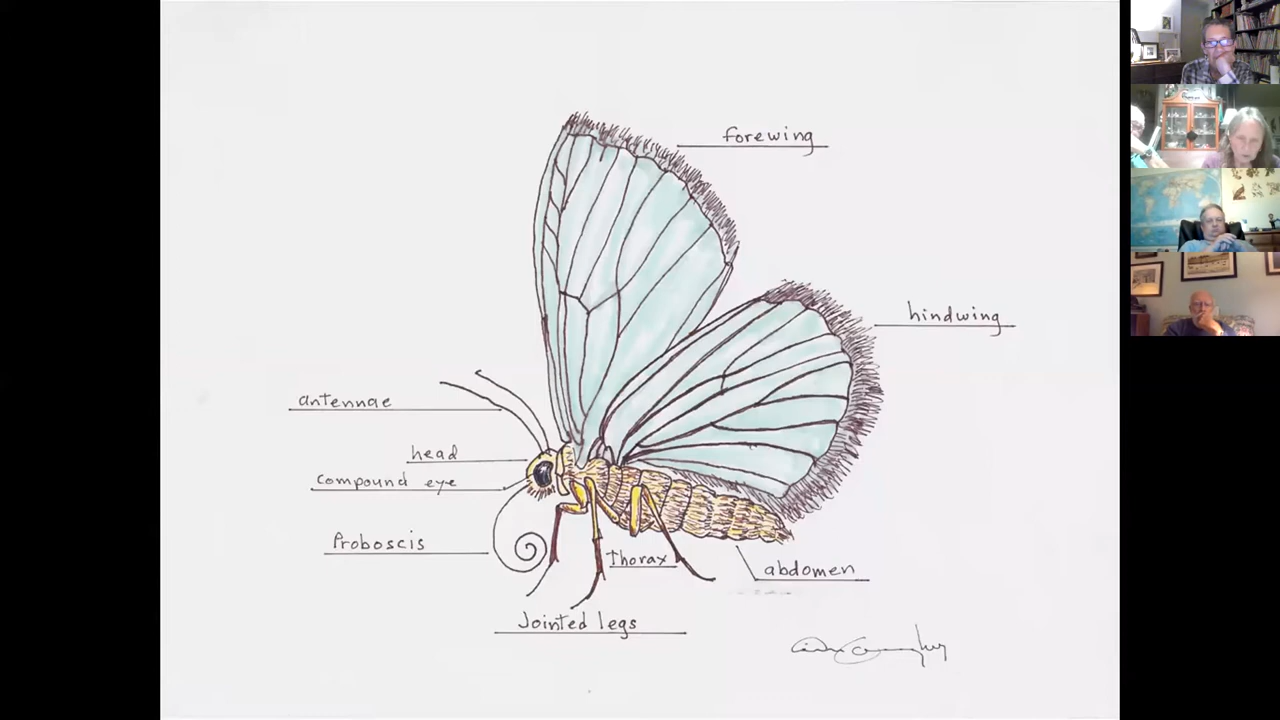 forewing
hindwing
antennae
head
compound eye
Proboscis
Thorax
abdomen
Jointed legs